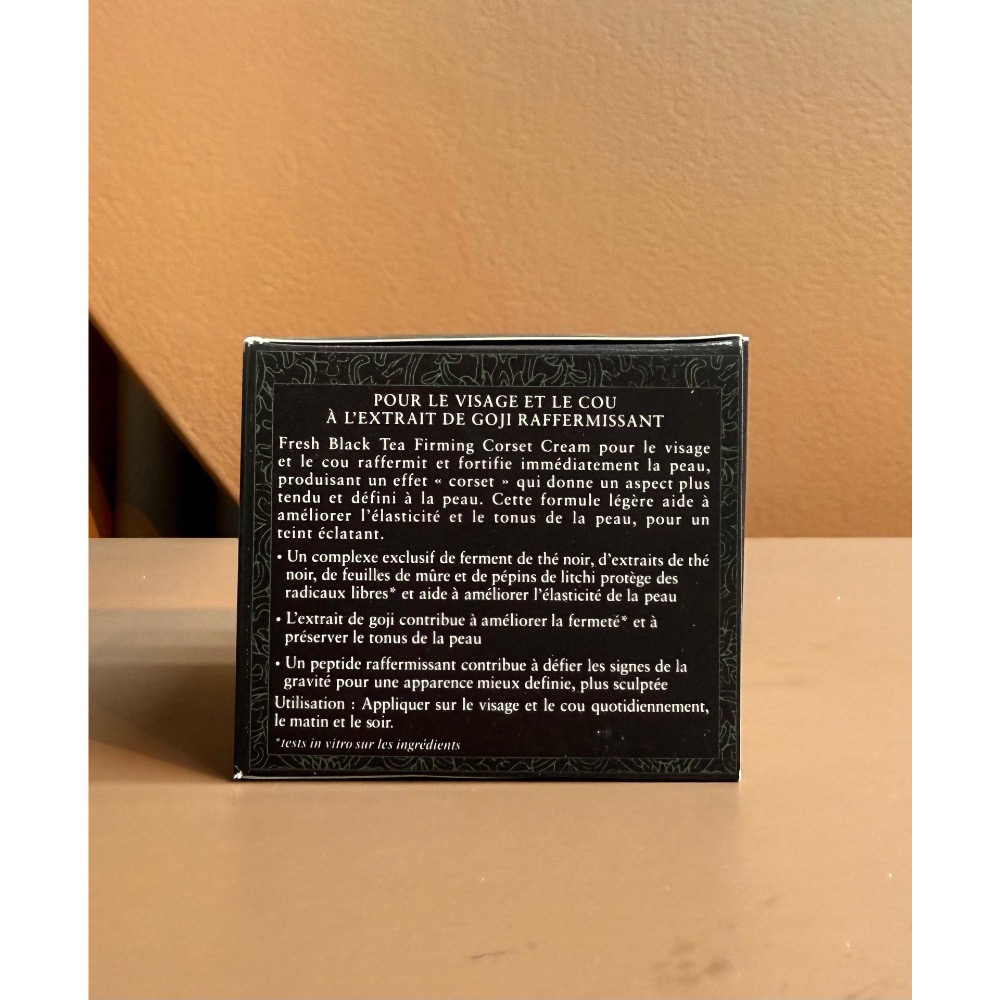 POUR LE VISAGE ET LE COU
À L'EXTRAIT DE GOJI RAFFERMISSANT
Fresh Black Tea Firming Corset Cream pour le visage
et le cou raffermit et fortifie immédiatement la peau,
produisant un effet « corset » qui donne un aspect plus
tendu et défini à la peau. Cette formule légère aide à
améliorer l'élasticité et le tonus de la peau, pour un
teint éclatant.
• Un complexe exclusif de ferment de thé noir, d'extraits de thé
noir, de feuilles de mûre et de pépins de litchi protège des
radicaux libres* et aide à améliorer l'élasticité de la peau
• L'extrait de goji contribue à améliorer la fermeté* et à
préserver le tonus de la peau
• Un peptide raffermissant contribue à défier les signes de la
gravité pour une apparence mieux definie, plus sculptée
Utilisation : Appliquer sur le visage et le cou quotidiennement,
le matin et le soir.
*tests in vitro sur les ingrédients